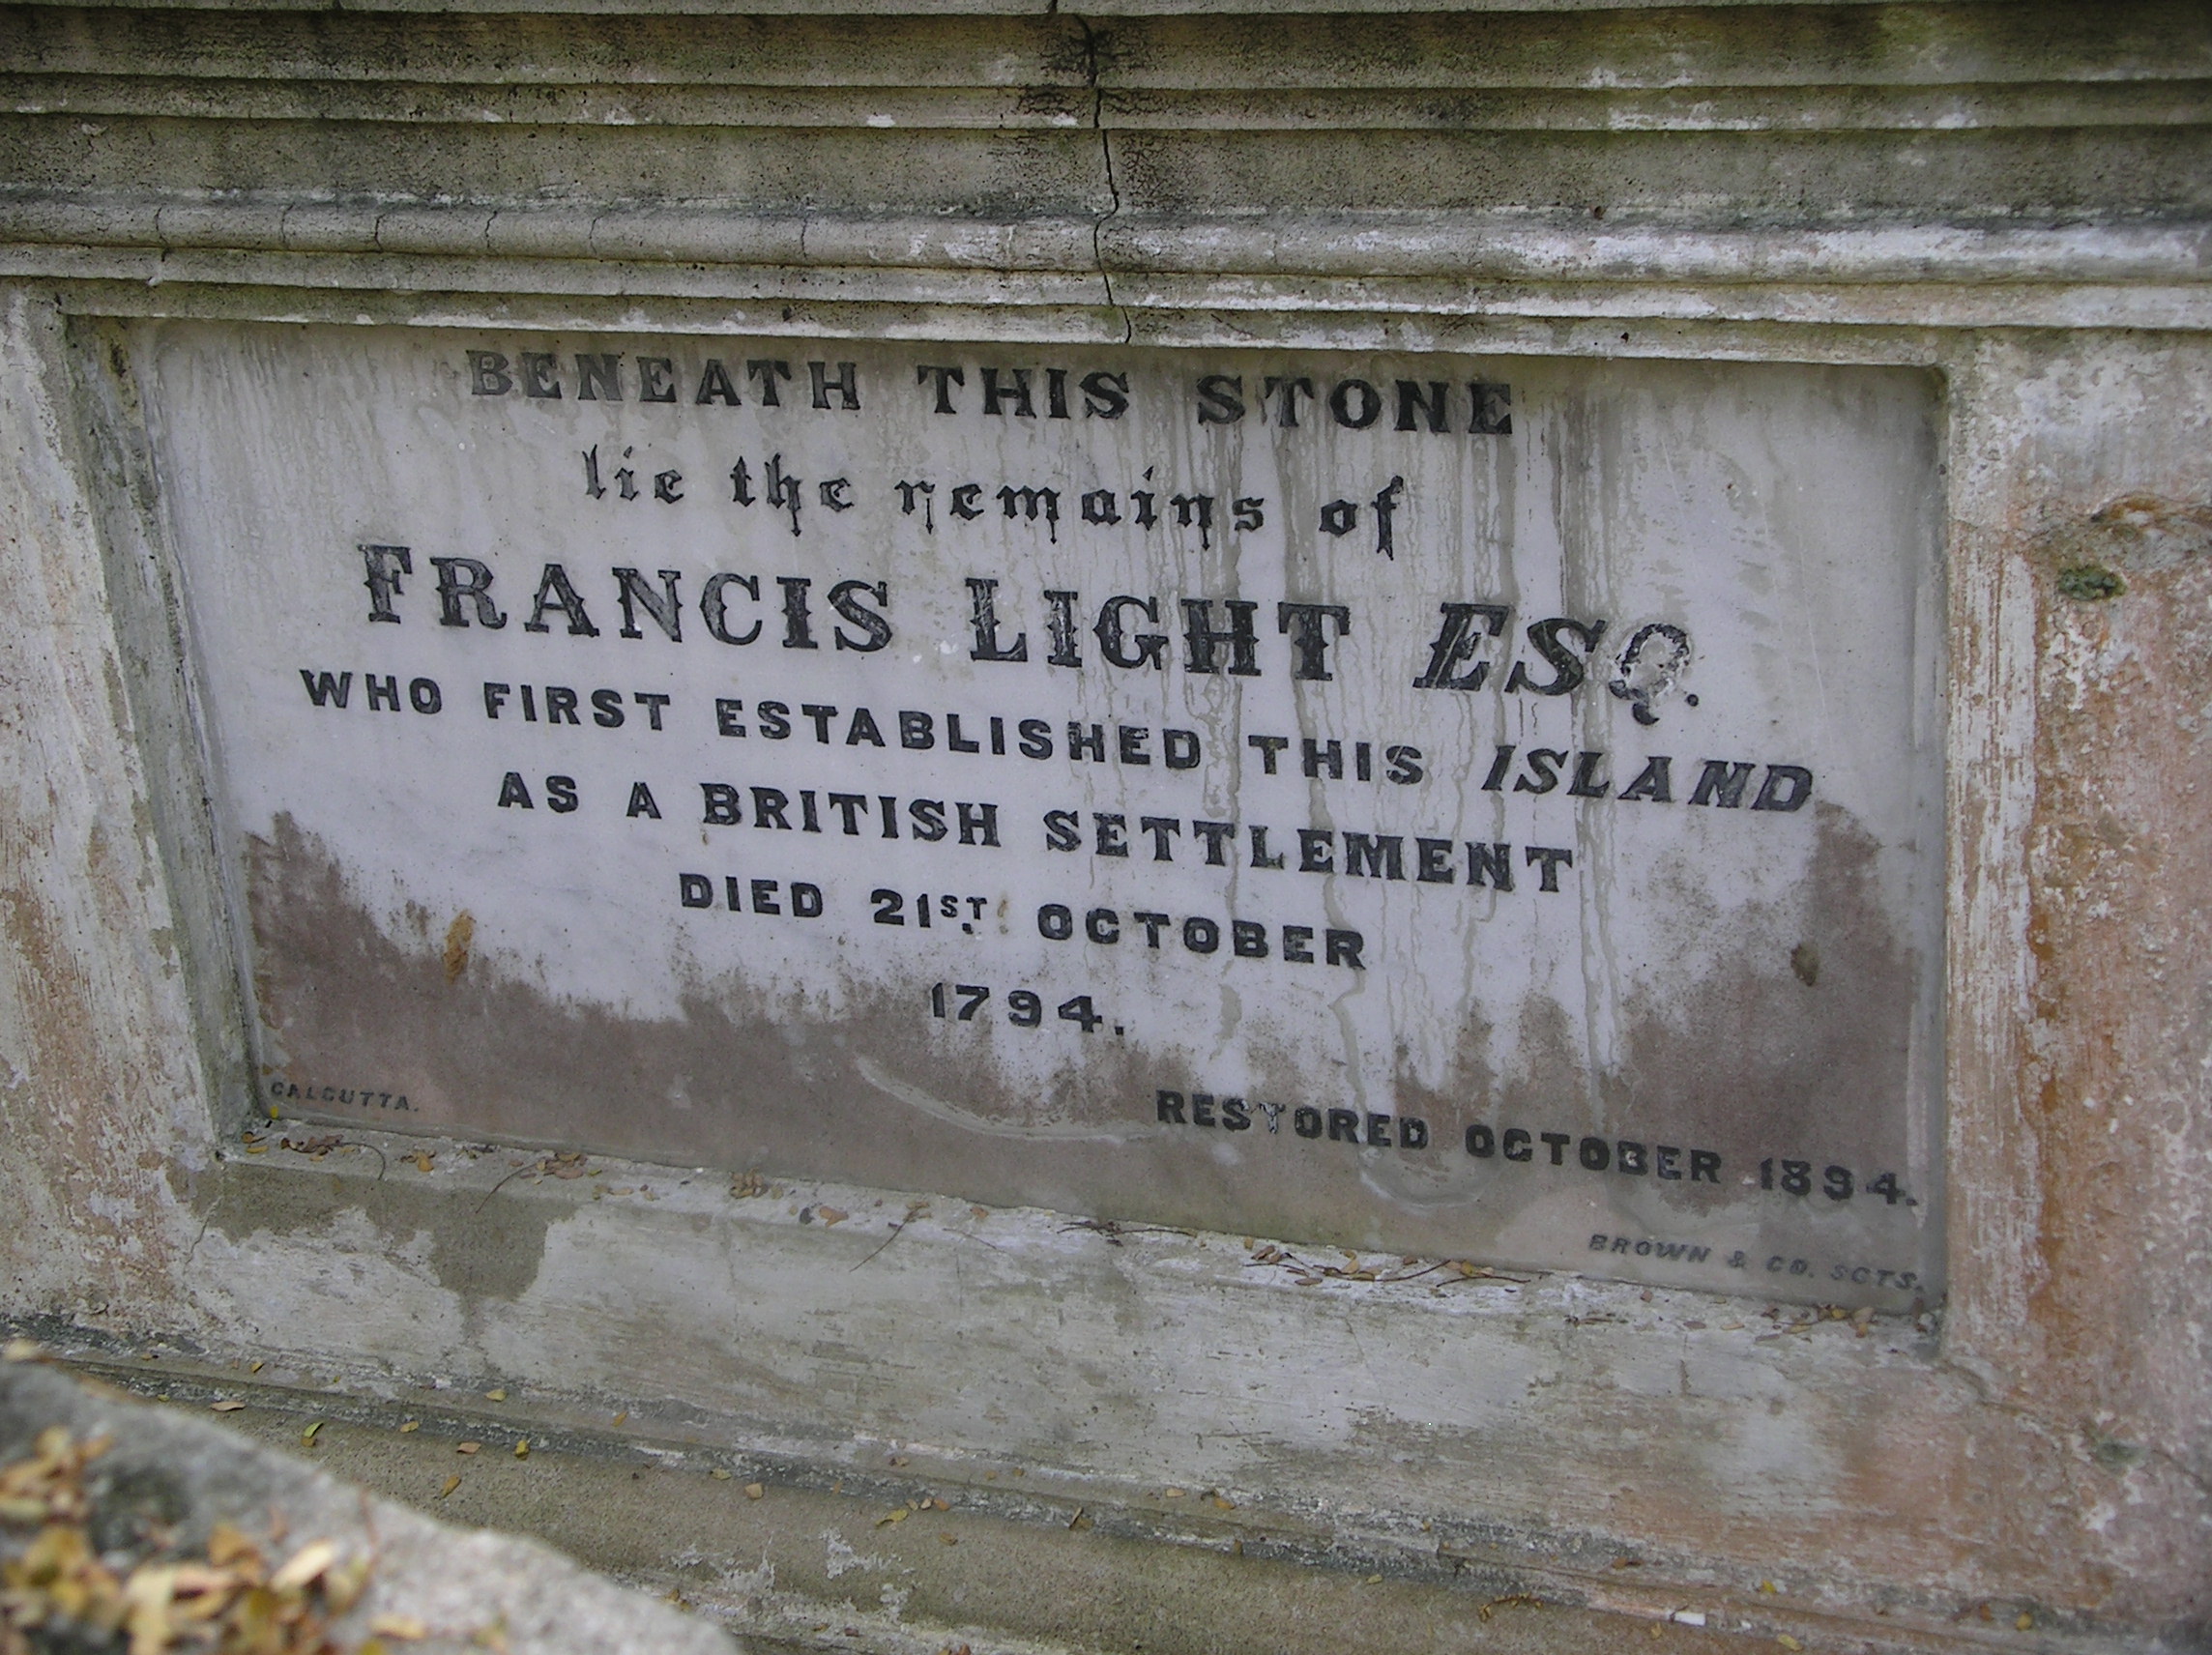 BENEATH THIS STONE
lie the remains of
FRANCIS LIGHT ESQ.
WHO FIRST ESTABLISHED THIS ISLAND
AS A BRITISH SETTLEMENT
DIED 21ST. OCTOBER
1794.
RESTORED OCTOBER 1894.
CALCUTTA.
BROWN & CO. SCTS.